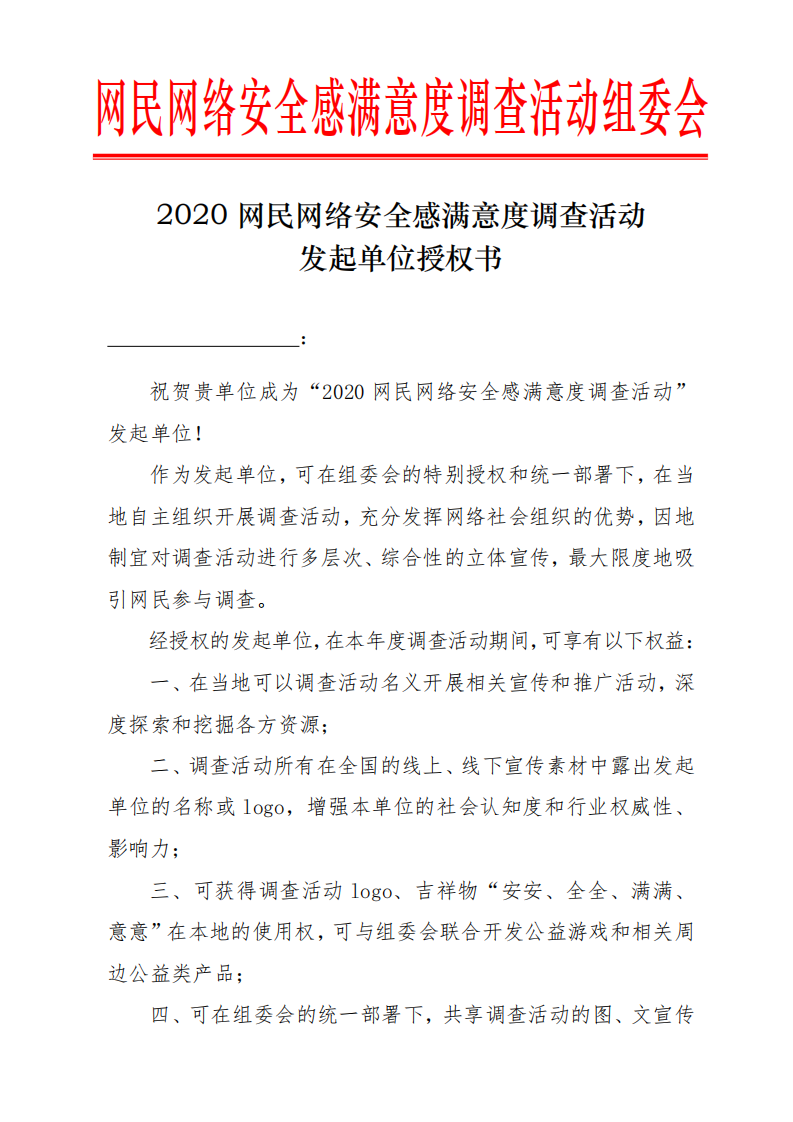 网民网络安全感满意度调查活动组委会
2020 网民网络安全感满意度调查活动
发起单位授权书
:
祝贺贵单位成为“2020 网民网络安全感满意度调查活动”
发起单位！
作为发起单位，可在组委会的特别授权和统一部署下，在当
地自主组织开展调查活动，充分发挥网络社会组织的优势，因地
制宜对调查活动进行多层次、综合性的立体宣传，最大限度地吸
引网民参与调查。
经授权的发起单位，在本年度调查活动期间，可享有以下权益：
一、在当地可以调查活动名义开展相关宣传和推广活动，深
度探索和挖掘各方资源；
二、调查活动所有在全国的线上、线下宣传素材中露出发起
单位的名称或 logo，增强本单位的社会认知度和行业权威性、
影响力；
三、可获得调查活动 logo、吉祥物“安安、全全、满满、
意意”在本地的使用权，可与组委会联合开发公益游戏和相关周
边公益类产品；
四、可在组委会的统一部署下，共享调查活动的图、文宣传